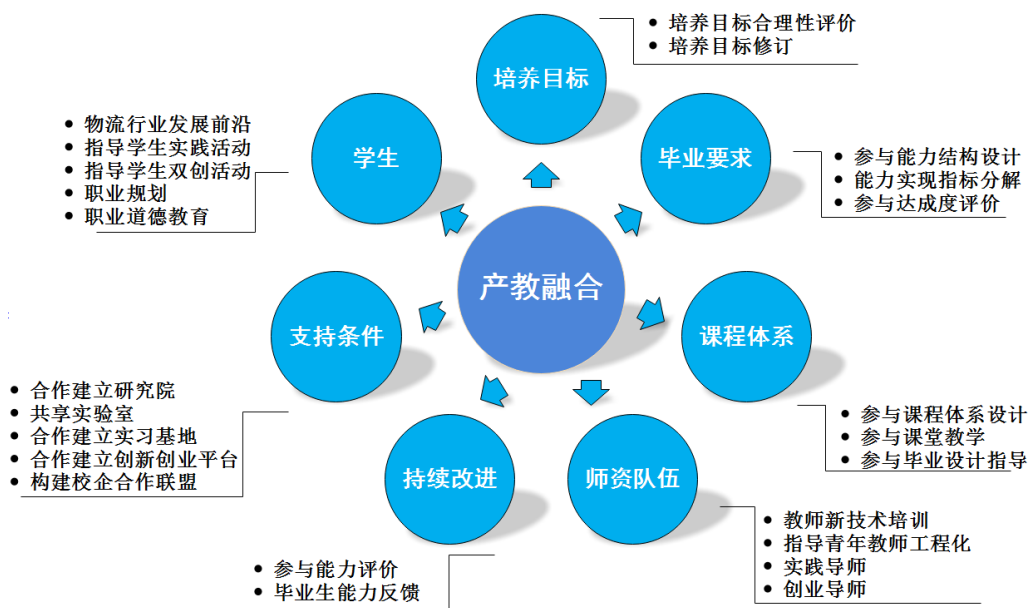 培养目标
• 培养目标合理性评价
• 培养目标修订
学生
• 物流行业发展前沿
• 指导学生实践活动
• 指导学生双创活动
• 职业规划
• 职业道德教育
毕业要求
• 参与能力结构设计
• 能力实现指标分解
• 参与达成度评价
产教融合
支持条件
• 合作建立研究院
• 共享实验室
• 合作建立实习基地
• 合作建立创新创业平台
• 构建校企合作联盟
课程体系
• 参与课程体系设计
• 参与课堂教学
• 参与毕业设计指导
持续改进
• 参与能力评价
• 毕业生能力反馈
师资队伍
• 教师新技术培训
• 指导青年教师工程化
• 实践导师
• 创业导师